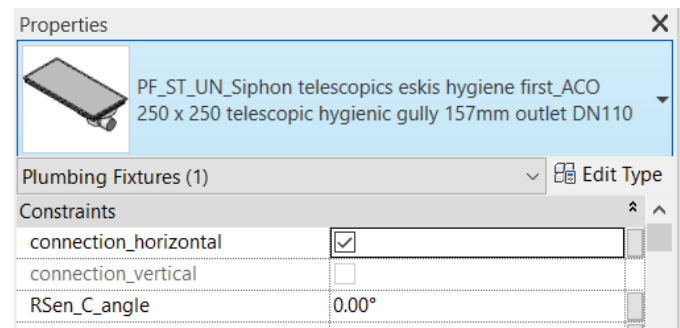 Properties
PF_ST_UN_Siphon telescopics eskis hygiene first_ACO
250 x 250 telescopic hygienic gully 157mm outlet DN110
Plumbing Fixtures (1)
Edit Type
Constraints
connection_horizontal
connection_vertical
RSen_C_angle 0.00°